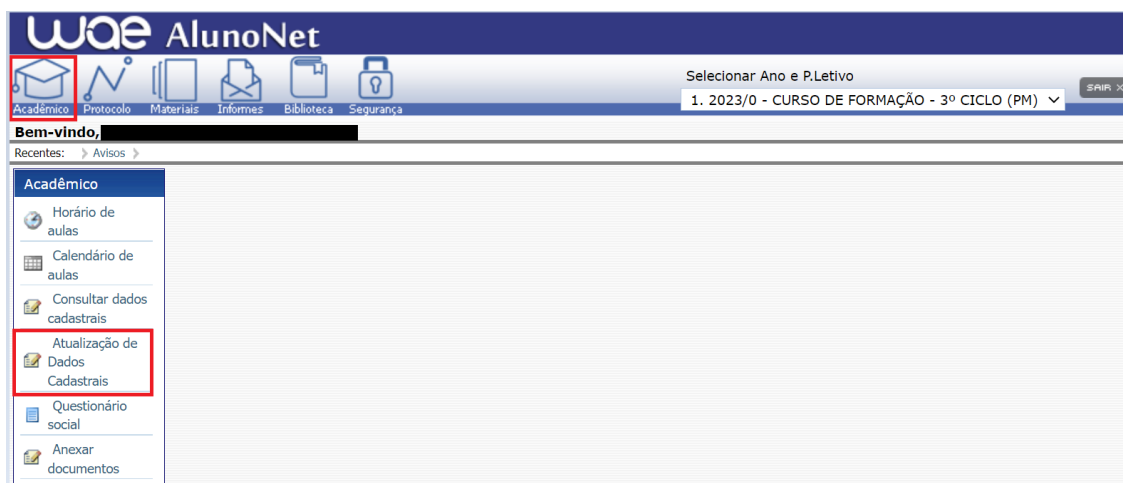 wae AlunoNet
Selecionar Ano e P.Letivo
1. 2023/0 - CURSO DE FORMAÇÃO - 3º CICLO (PM)
SAIR X
Acadêmico Protocolo Materiais Informes Biblioteca Segurança
Bem-vindo,
Recentes: Avisos
Acadêmico
Horário de
aulas
Calendário de
aulas
Consultar dados
cadastrais
Atualização de
Dados
Cadastrais
Questionário
social
Anexar
documentos